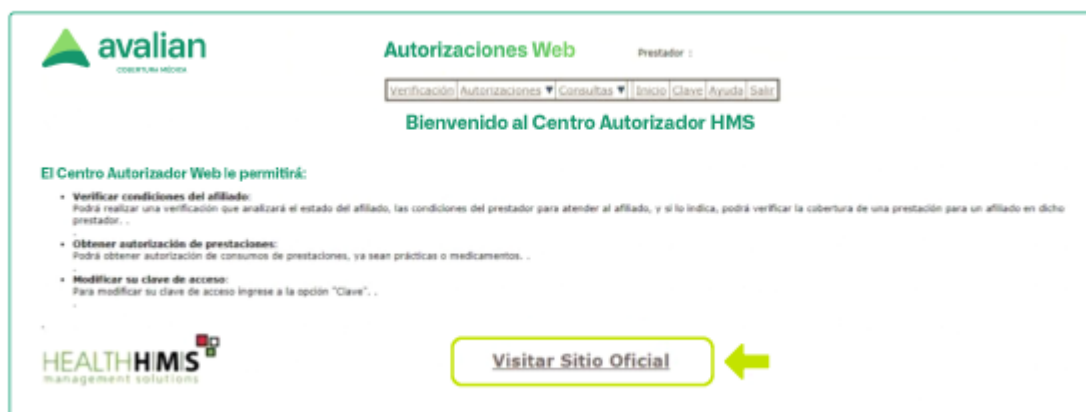 avalian
COBERTURA MÉDICA
Autorizaciones Web
Prestador :
Verificación Autorizaciones ▼ Consultas ▼ Inicio Clave Ayuda Salir
Bienvenido al Centro Autorizador HMS
El Centro Autorizador Web le permitirá:
• Verificar condiciones del afiliado:
Podrá realizar una verificación que analizará el estado del afiliado, las condiciones del prestador para atender al afiliado, y si lo indica, podrá verificar la cobertura de una prestación para un afiliado en dicho
prestador. .
.
• Obtener autorización de prestaciones:
Podrá obtener autorización de consumos de prestaciones, ya sean prácticas o medicamentos. .
.
• Modificar su clave de acceso:
Para modificar su clave de acceso ingrese a la opción "Clave". .
.
.
HEALTH HMS
management solutions
Visitar Sitio Oficial